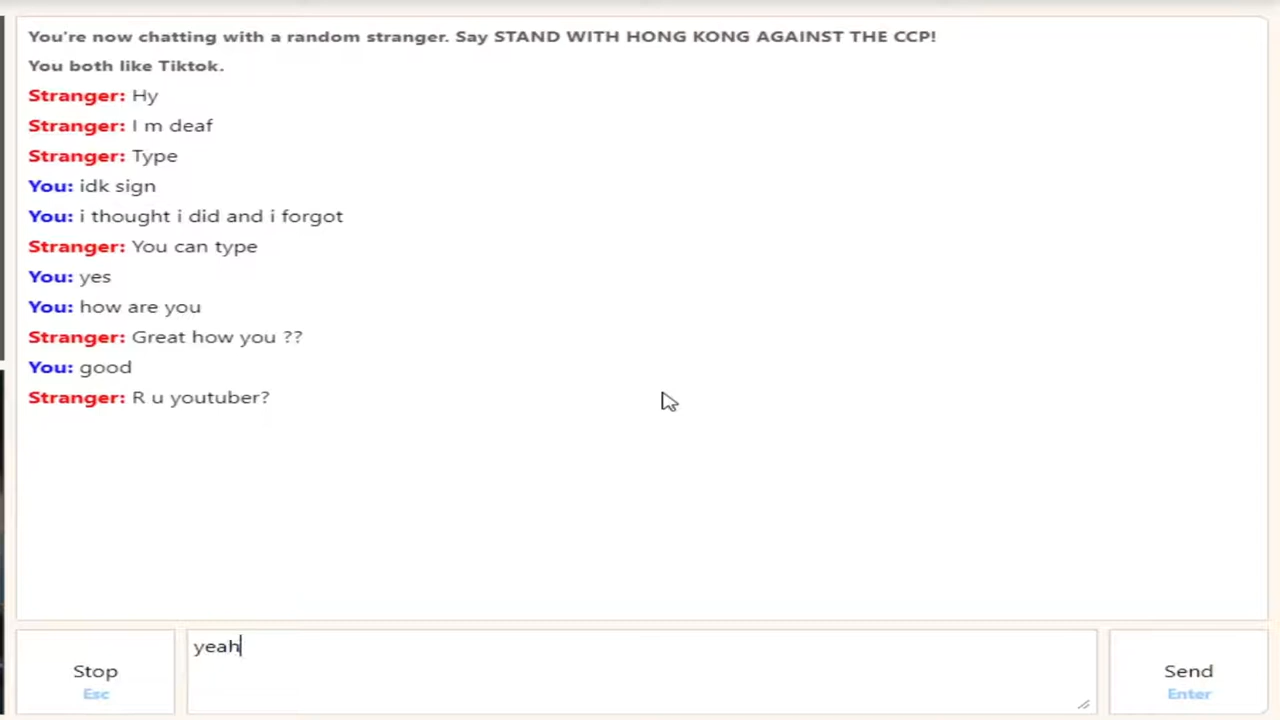 You're now chatting with a random stranger. Say STAND WITH HONG KONG AGAINST THE CCP!
You both like Tiktok.
Stranger: Hy
Stranger: I m deaf
Stranger: Type
You: idk sign
You: i thought i did and i forgot
Stranger: You can type
You: yes
You: how are you
Stranger: Great how you ??
You: good
Stranger: R u youtuber?
yeah
Stop
Esc
Send
Enter